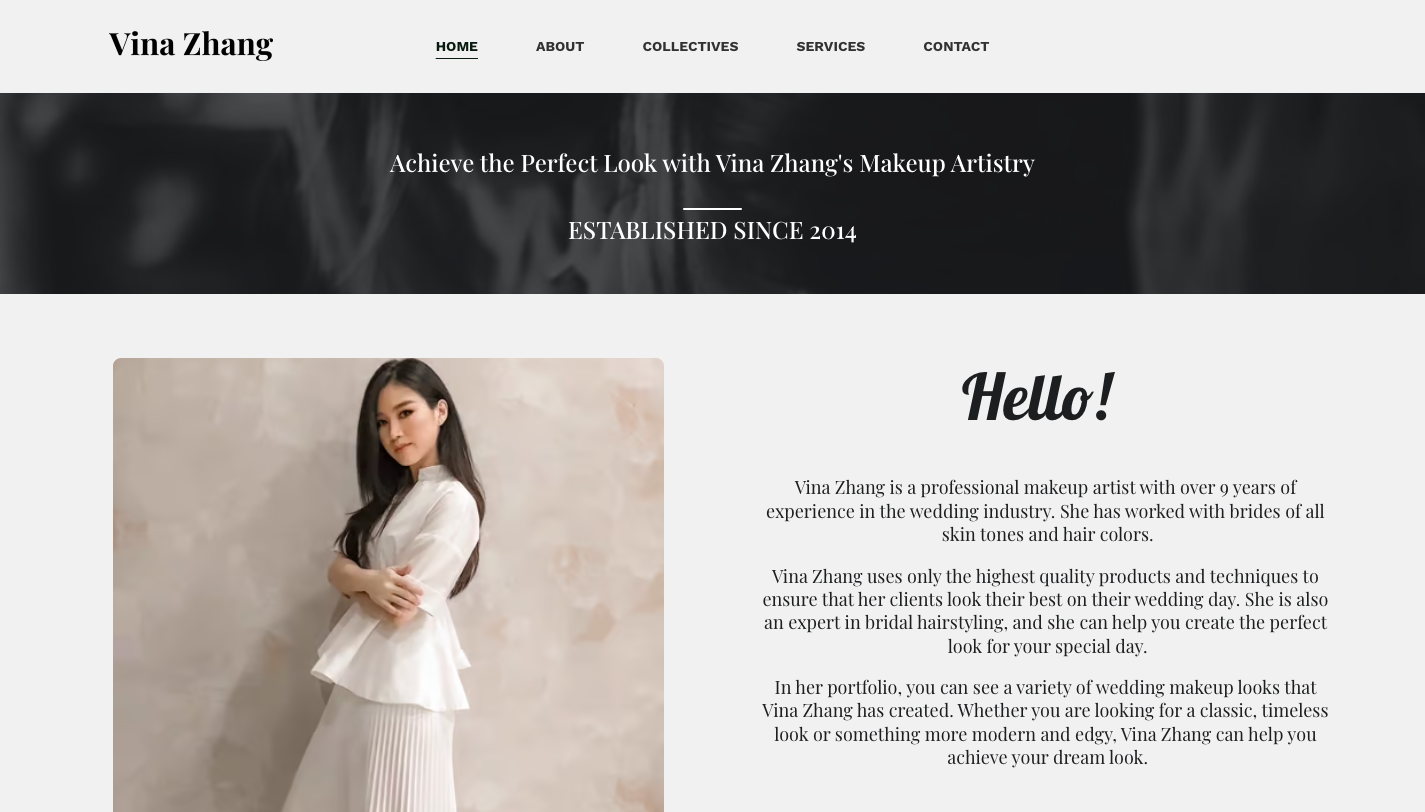 Vina Zhang
HOME
ABOUT
COLLECTIVES
SERVICES
CONTACT
Achieve the Perfect Look with Vina Zhang's Makeup Artistry
ESTABLISHED SINCE 2014
Hello!
Vina Zhang is a professional makeup artist with over 9 years of
experience in the wedding industry. She has worked with brides of all
skin tones and hair colors.
Vina Zhang uses only the highest quality products and techniques to
ensure that her clients look their best on their wedding day. She is also
an expert in bridal hairstyling, and she can help you create the perfect
look for your special day.
In her portfolio, you can see a variety of wedding makeup looks that
Vina Zhang has created. Whether you are looking for a classic, timeless
look or something more modern and edgy, Vina Zhang can help you
achieve your dream look.